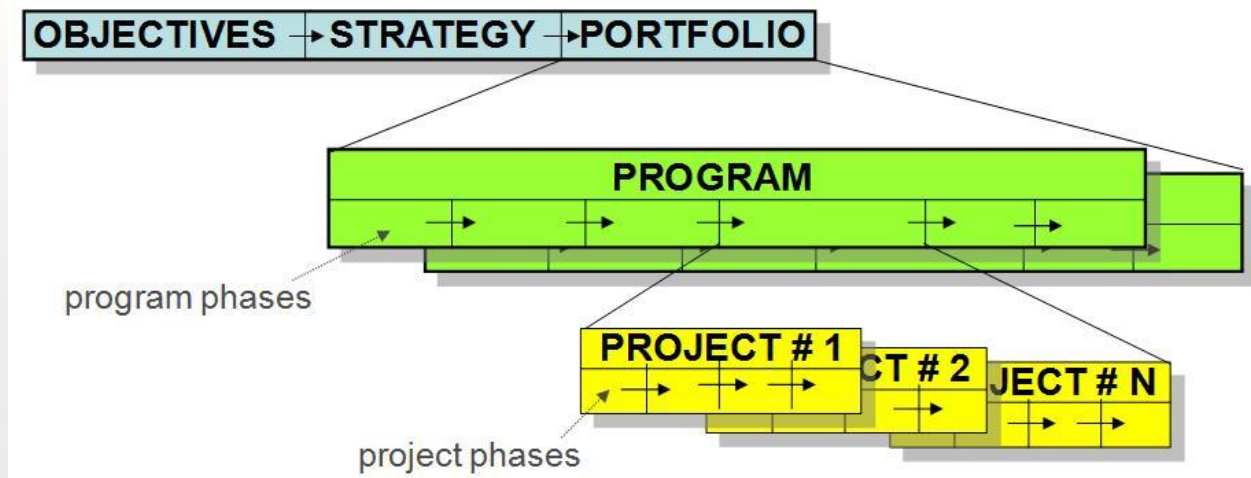 OBJECTIVES STRATEGY PORTFOLIO
PROGRAM
program phases
PROJECT # 1
CT # 2
JECT # N
project phases